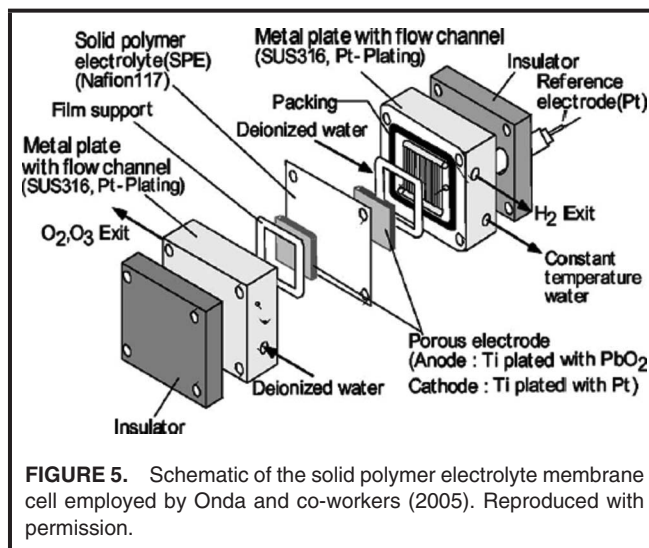 Solid polymer
electrolyte(SPE)
(Nafion117)
Film support
Metal plate
with flow channel
(SUS316, Pt-Plating)
O2,O3 Exit
Metal plate with flow channel
(SUS316, Pt-Plating)
Insulator
Reference
electrode(Pt)
Packing
Deionized water
H2 Exit
Constant
temperature
water
Porous electrode
(Anode : Ti plated with PbO2
Cathode : Ti plated with Pt)
Deionized water
Insulator
FIGURE 5. Schematic of the solid polymer electrolyte membrane
cell employed by Onda and co-workers (2005). Reproduced with
permission.